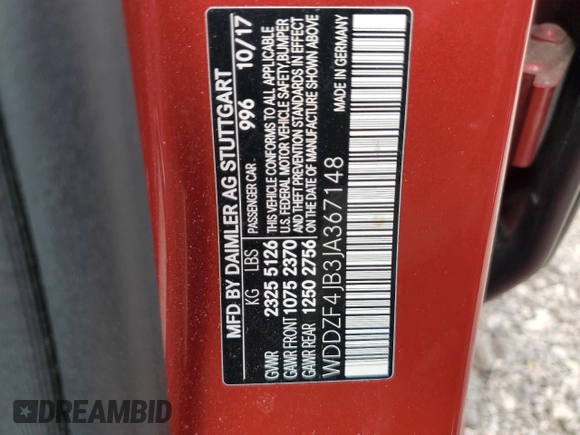 MFD BY DAIMLER AG STUTTGART
PASSENGER CAR 996 10/17
KG LBS
GVWR 2325 5126
GAWR FRONT 1075 2370
GAWR REAR 1250 2756
THIS VEHICLE CONFORMS TO ALL APPLICABLE
U.S. FEDERAL MOTOR VEHICLE SAFETY,BUMPER
AND THEFT PREVENTION STANDARDS IN EFFECT
ON THE DATE OF MANUFACTURE SHOWN ABOVE
MADE IN GERMANY
WDDZF4JB3JA367148
DREAMBID